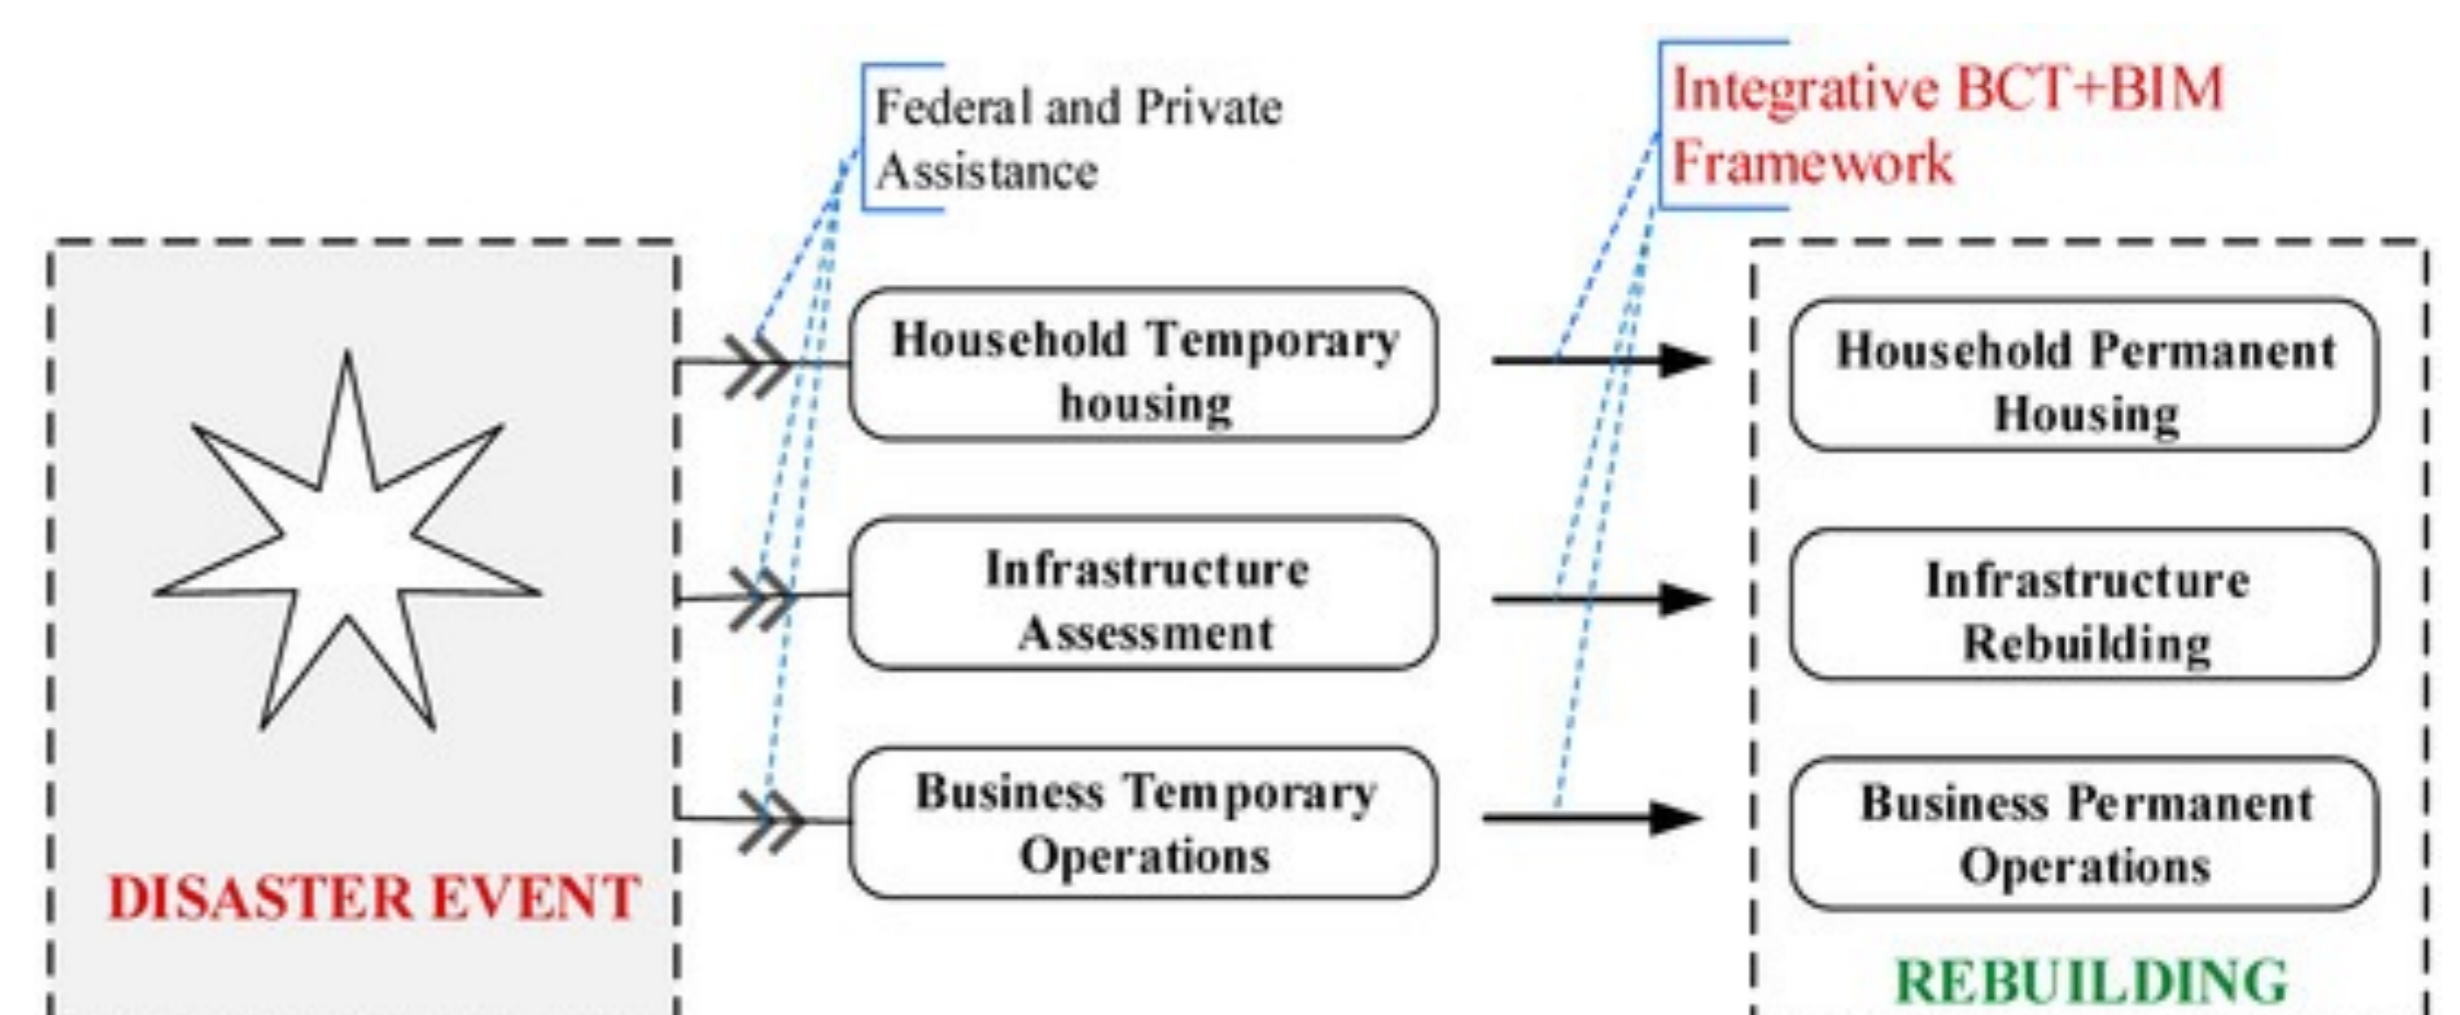 Federal and Private
Assistance
Integrative BCT+BIM
Framework
Household Temporary
housing
Household Permanent
Housing
Infrastructure
Assessment
Infrastructure
Rebuilding
Business Temporary
Operations
Business Permanent
Operations
DISASTER EVENT
REBUILDING